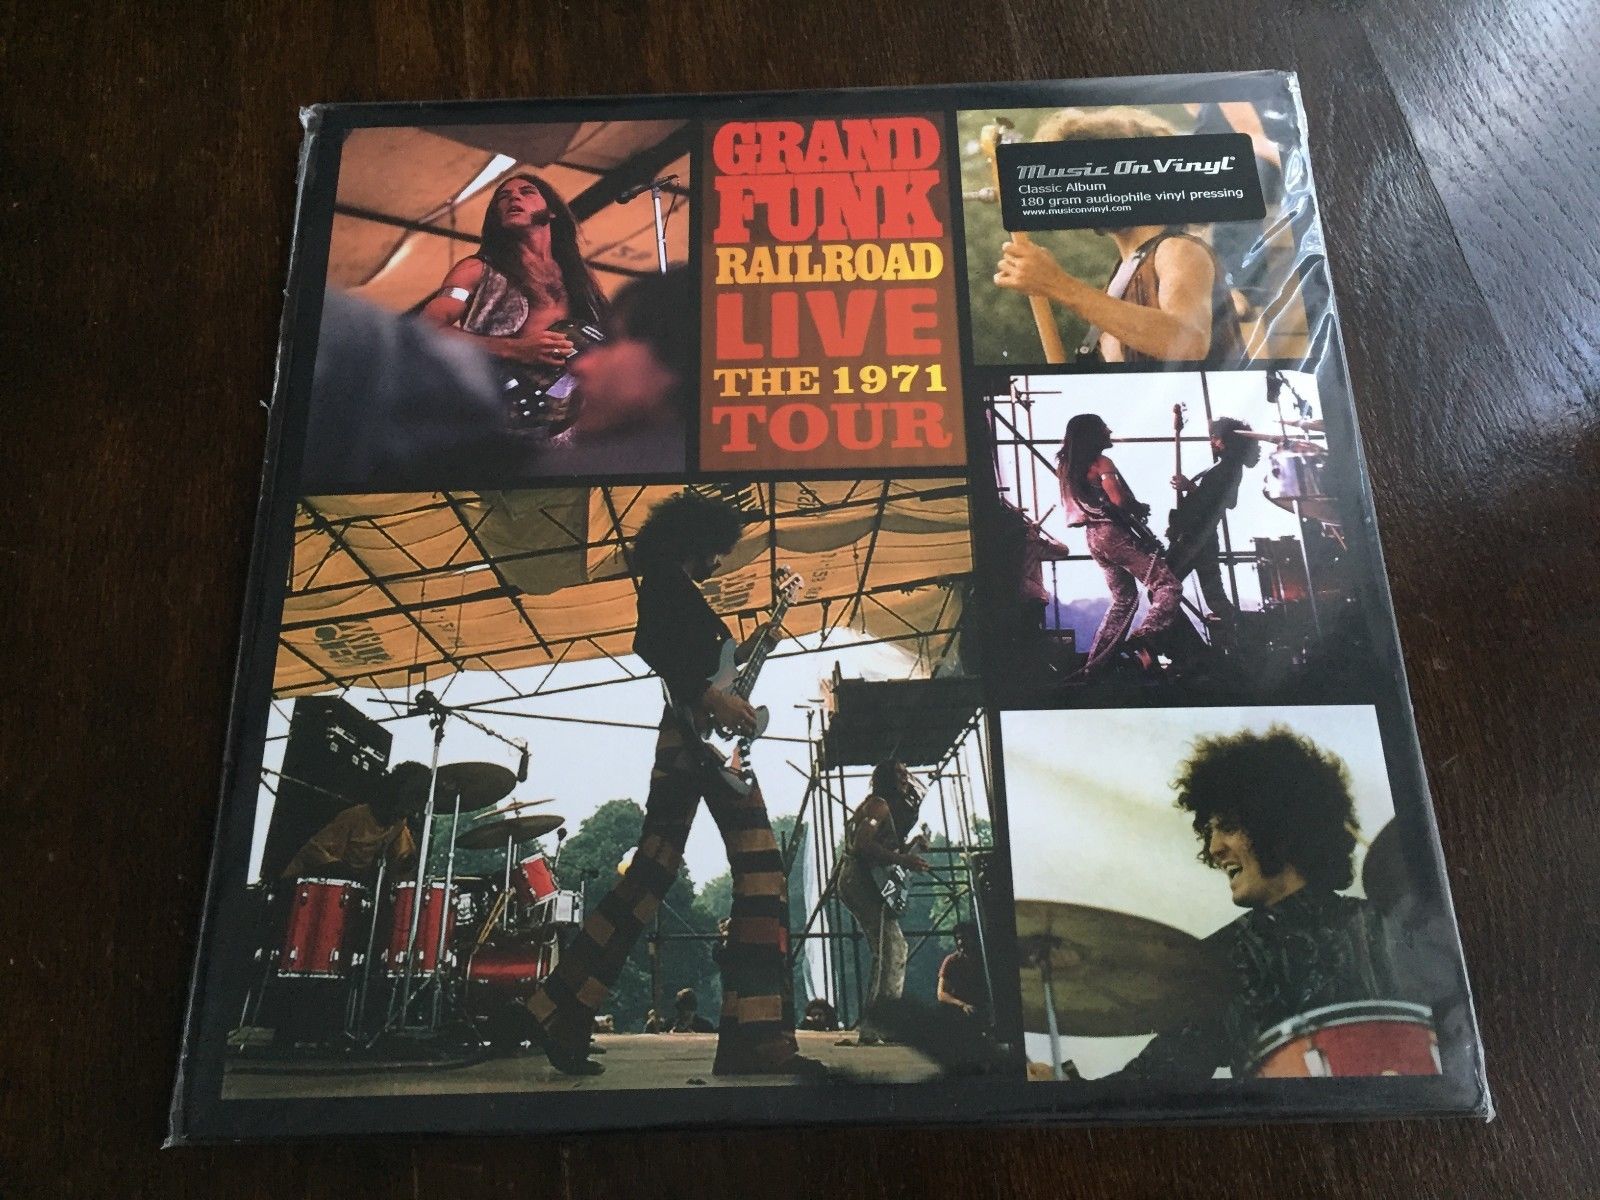 GRAND
FUNK
RAILROAD
LIVE
THE 1971
TOUR
Music On Vinyl
Classic Album
180 gram audiophile vinyl pressing
www.musiconvinyl.com